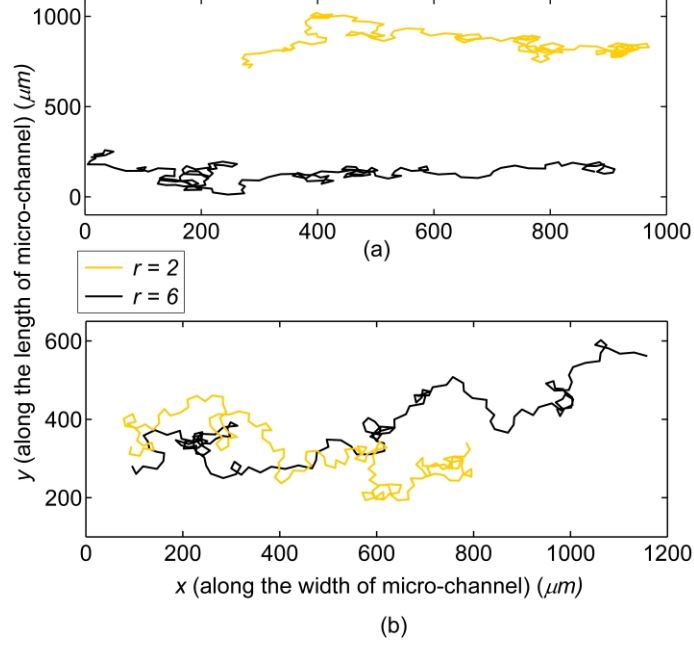 1000
500
0
0 200 400 600 800 1000
(a)
r = 2
r = 6
y (along the length of micro-channel) (μm)
600
400
200
0 200 400 600 800 1000 1200
x (along the width of micro-channel) (μm)
(b)